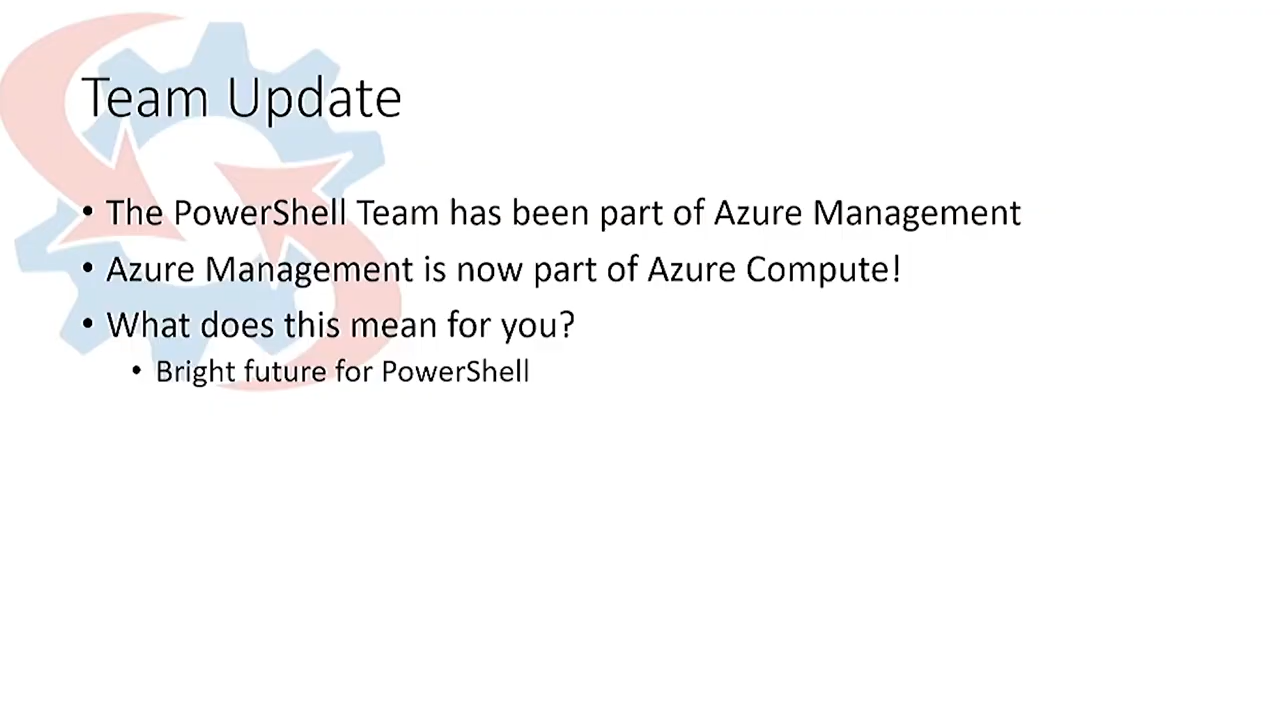 Team Update
• The PowerShell Team has been part of Azure Management
• Azure Management is now part of Azure Compute!
• What does this mean for you?
• Bright future for PowerShell